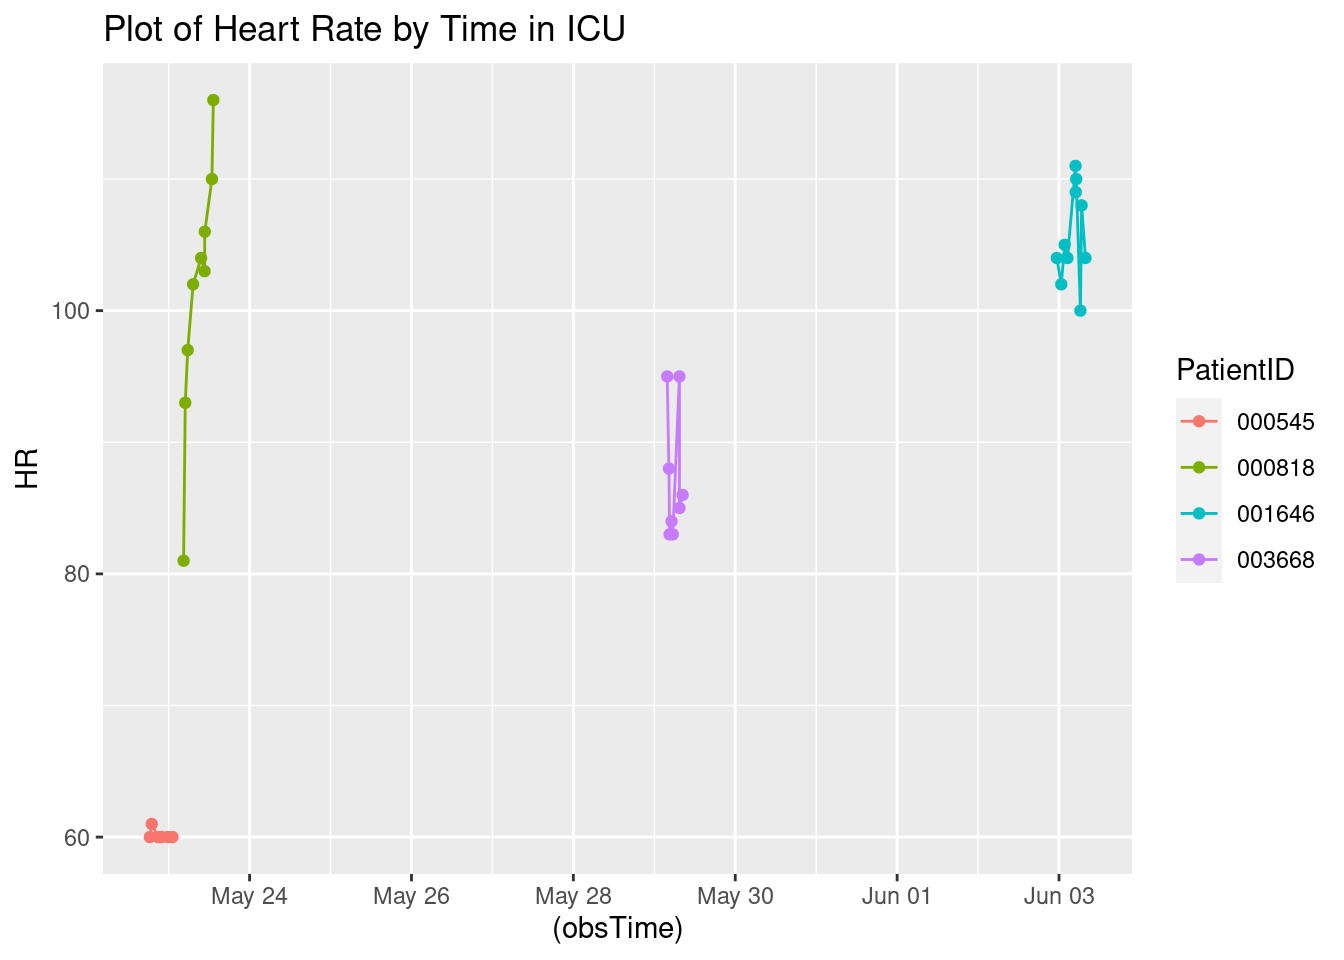 Plot of Heart Rate by Time in ICU
HR
100
80
60
May 24
May 26
May 28
May 30
Jun 01
Jun 03
(obsTime)
PatientID
000545
000818
001646
003668